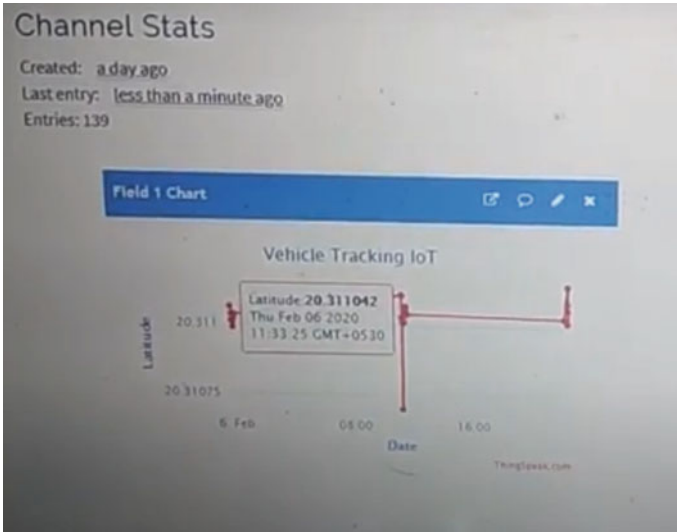 Channel Stats
Created: a day ago
Last entry: less than a minute ago
Entries: 139
Field 1 Chart
Vehicle Tracking IoT
Latitude
20.311
20.31075
Latitude:20.311042
Thu Feb 06 2020
11:33:25 GMT+0530
6. Feb
08:00
16:00
Date
ThingSpeak.com